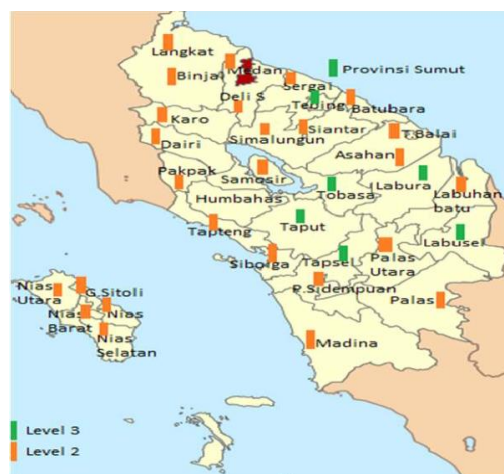 Langkat
Medan
Provinsi Sumut
Binjai
Sergai
Tebing
Deli S
Batubara
Karo
Siantar
T.Balai
Simalungun
Dairi
Asahan
Pakpak
Samosir
Labura
Tobasa
Labuhan
batu
Humbahas
Taput
Tapteng
Labusel
Sibolga
Tapsel
Palas
Utara
Nias
Utara
G.Sitoli
P.Sidempuan
Palas
Nias
Barat
Nias
Nias
Selatan
Madina
Level 3
Level 2